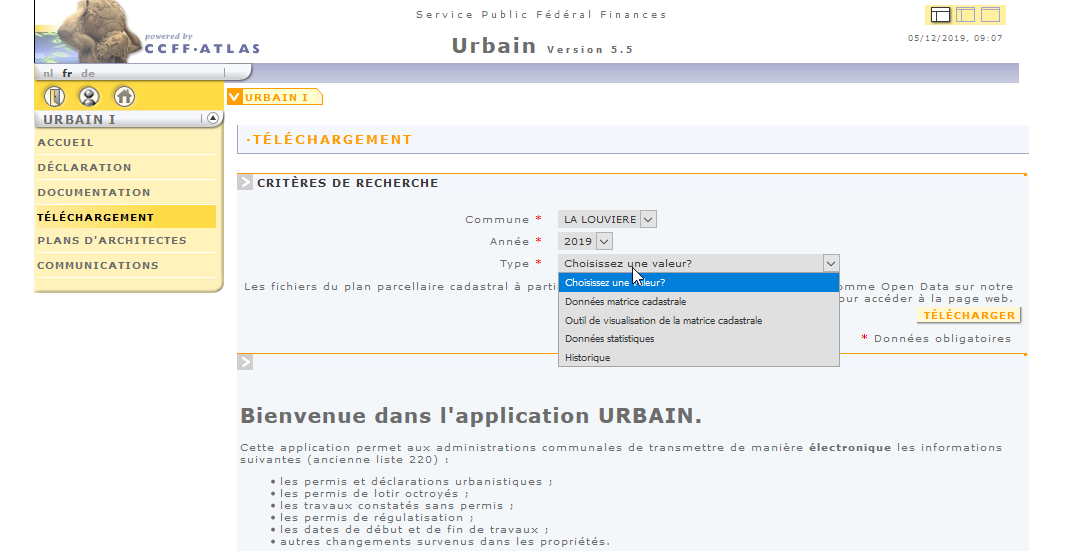 Service Public Fédéral Finances
powered by
CCFF-ATLAS
Urbain Version 5.5
05/12/2019, 09:07
nl fr de
URBAIN I
URBAIN I
ACCUEIL
DÉCLARATION
DOCUMENTATION
TÉLÉCHARGEMENT
PLANS D'ARCHITECTES
COMMUNICATIONS
·TÉLÉCHARGEMENT
CRITÈRES DE RECHERCHE
Commune * LA LOUVIERE
Année * 2019
Type * Choisissez une valeur?
Choisissez une valeur?
Données matrice cadastrale
Outil de visualisation de la matrice cadastrale
Données statistiques
Historique
Les fichiers du plan parcellaire cadastral à parti omme Open Data sur notre
our accéder à la page web.
TÉLÉCHARGER
* Données obligatoires
Bienvenue dans l'application URBAIN.
Cette application permet aux administrations communales de transmettre de manière électronique les informations
suivantes (ancienne liste 220) :
• les permis et déclarations urbanistiques ;
• les permis de lotir octroyés ;
• les travaux constatés sans permis ;
• les permis de régulatisation ;
• les dates de début et de fin de travaux ;
• autres changements survenus dans les propriétés.